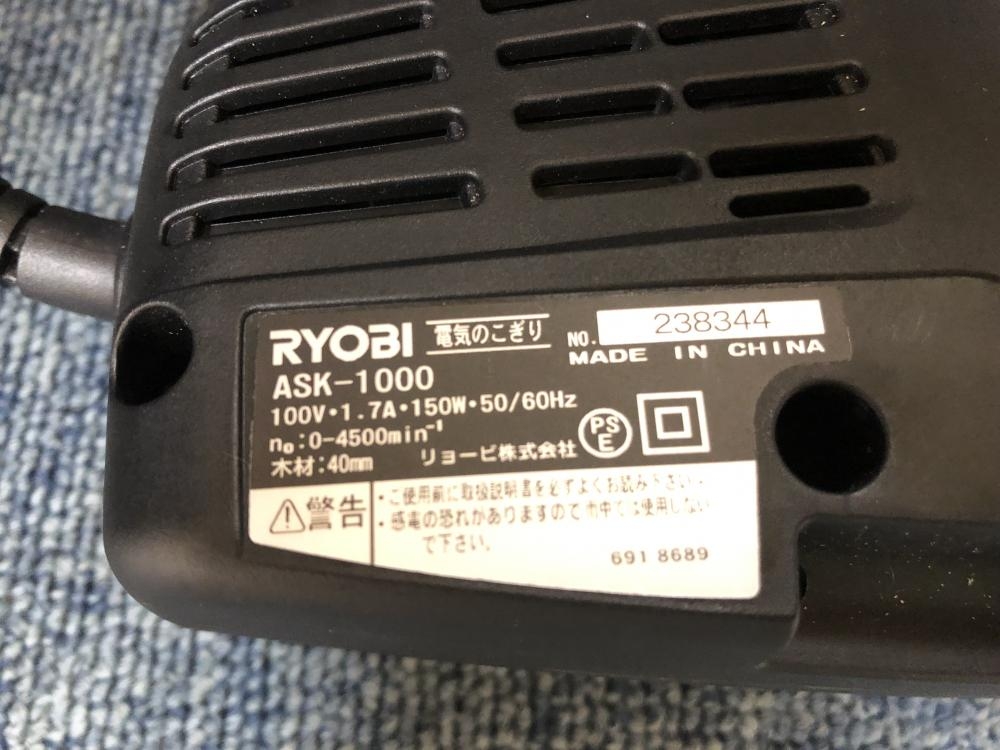 RYOBI 電気のこぎり NO. 238344
MADE IN CHINA
ASK-1000
100V・1.7A・150W・50/60Hz
n₀:0-4500min⁻¹
木材:40mm リョービ株式会社
PS
E
警告
・ご使用前に取扱説明書を必ずよくお読み下さい。
・感電の恐れがありますので雨中では使用しない
で下さい。
691 8689